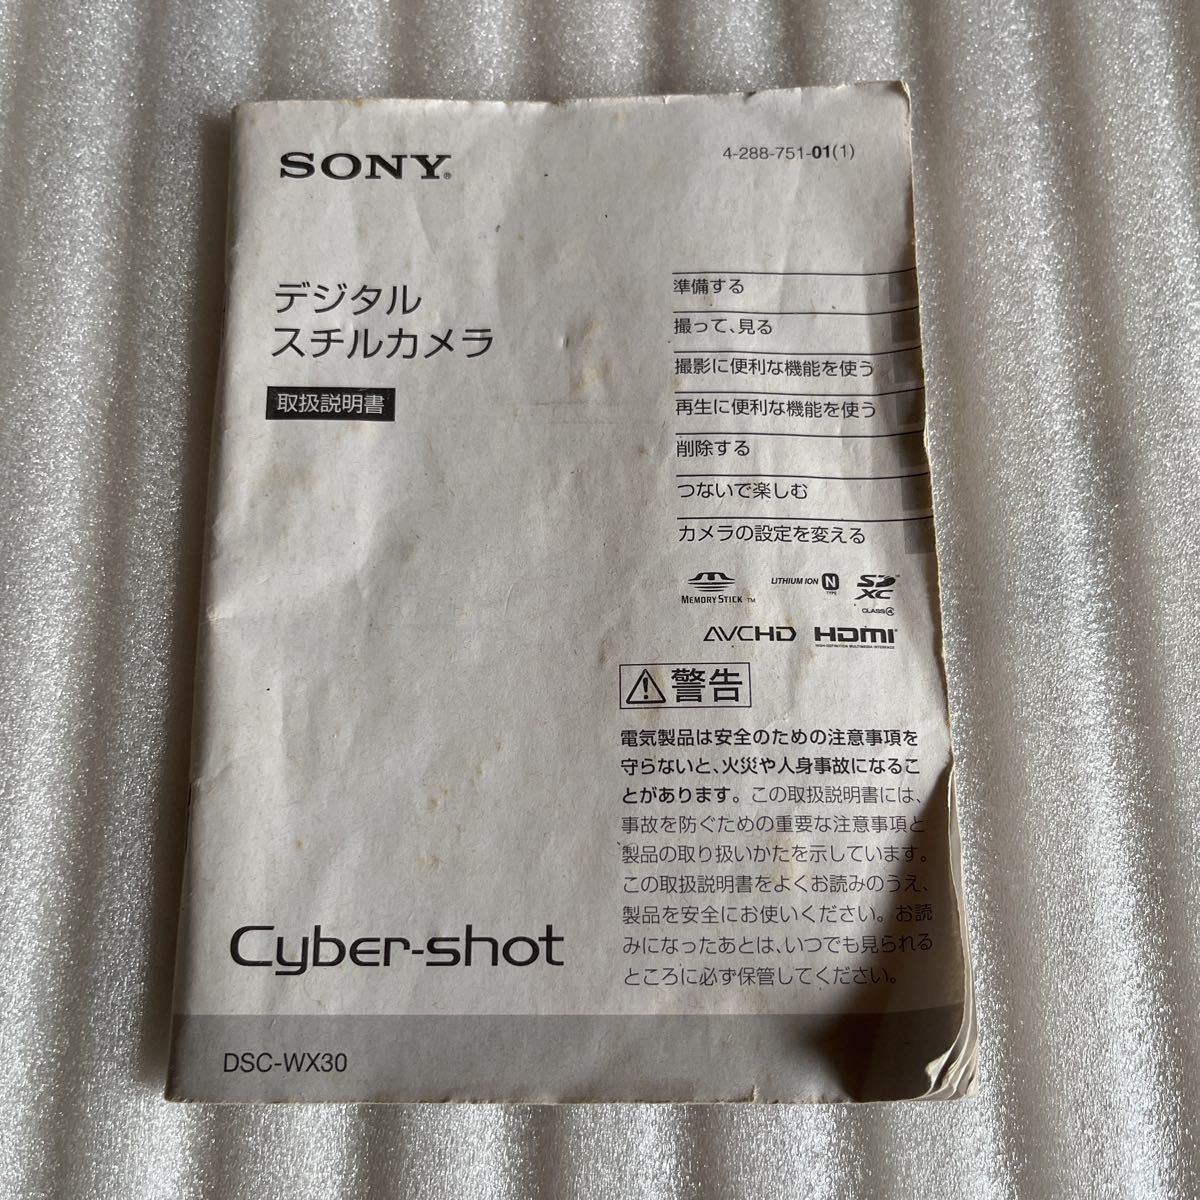 SONY®
4-288-751-01(1)
デジタル
スチルカメラ
取扱説明書
準備する
撮って、見る
撮影に便利な機能を使う
再生に便利な機能を使う
削除する
つないで楽しむ
カメラの設定を変える
MEMORY STICK ™
LITHIUM ION N TYPE
SD XC ™
CLASS④
AVCHD HDMI
HIGH-DEFINITION MULTIMEDIA INTERFACE
警告
電気製品は安全のための注意事項を
守らないと、火災や人身事故になるこ
とがあります。この取扱説明書には、
事故を防ぐための重要な注意事項と
製品の取り扱いかたを示しています。
この取扱説明書をよくお読みのうえ、
製品を安全にお使いください。お読
みになったあとは、いつでも見られる
ところに必ず保管してください。
Cyber-shot
DSC-WX30